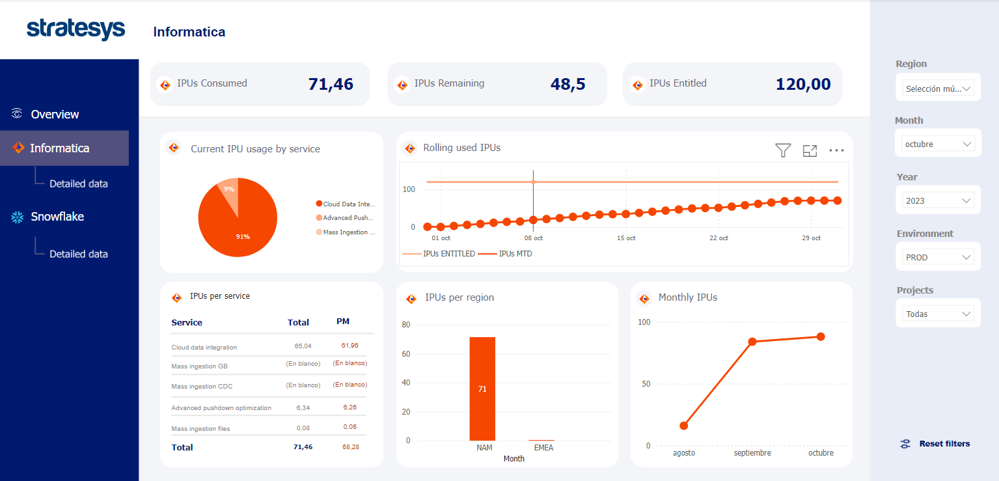 stratesys
Informatica
IPUs Consumed 71,46
IPUs Remaining 48,5
IPUs Entitled 120,00
Overview
Informatica
Detailed data
Snowflake
Detailed data
Current IPU usage by service
9%
91%
Cloud Data Inte...
Advanced Push...
Mass Ingestion ...
Rolling used IPUs
100
0
01 oct 08 oct 15 oct 22 oct 29 oct
IPUs ENTITLED IPUs MTD
IPUs per service
Service Total PM
Cloud data integration 65,04 61,96
Mass ingestion GB (En blanco) (En blanco)
Mass ingestion CDC (En blanco) (En blanco)
Advanced pushdown optimization 6,34 6,26
Mass ingestion files 0,08 0,06
Total 71,46 68,28
IPUs per region
80
60
40
20
0
71
NAM EMEA
Month
Monthly IPUs
100
50
0
agosto septiembre octubre
Region
Selección mú...
Month
octubre
Year
2023
Environment
PROD
Projects
Todas
Reset filters